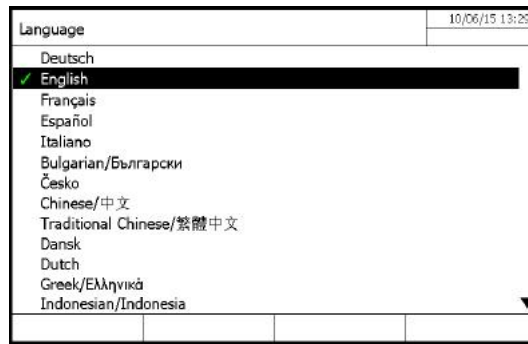 Language
10/06/15 13:29
Deutsch
✓ English
Français
Español
Italiano
Bulgarian/Български
Česko
Chinese/中文
Traditional Chinese/繁體中文
Dansk
Dutch
Greek/Ελληνικά
Indonesian/Indonesia